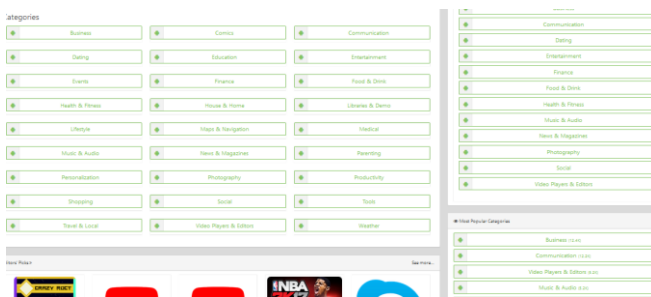 ategories
Business
Comics
Communication
Dating
Education
Entertainment
Events
Finance
Food & Drink
Health & Fitness
House & Home
Libraries & Demo
Lifestyle
Maps & Navigation
Medical
Music & Audio
News & Magazines
Parenting
Personalization
Photography
Productivity
Shopping
Social
Tools
Travel & Local
Video Players & Editors
Weather
See more...
NBA
2K17
Communication
Dating
Entertainment
Finance
Food & Drink
Health & Fitness
Music & Audio
News & Magazines
Photography
Social
Video Players & Editors
Most Popular Categories
Business
Communication
Video Players & Editors
Music & Audio